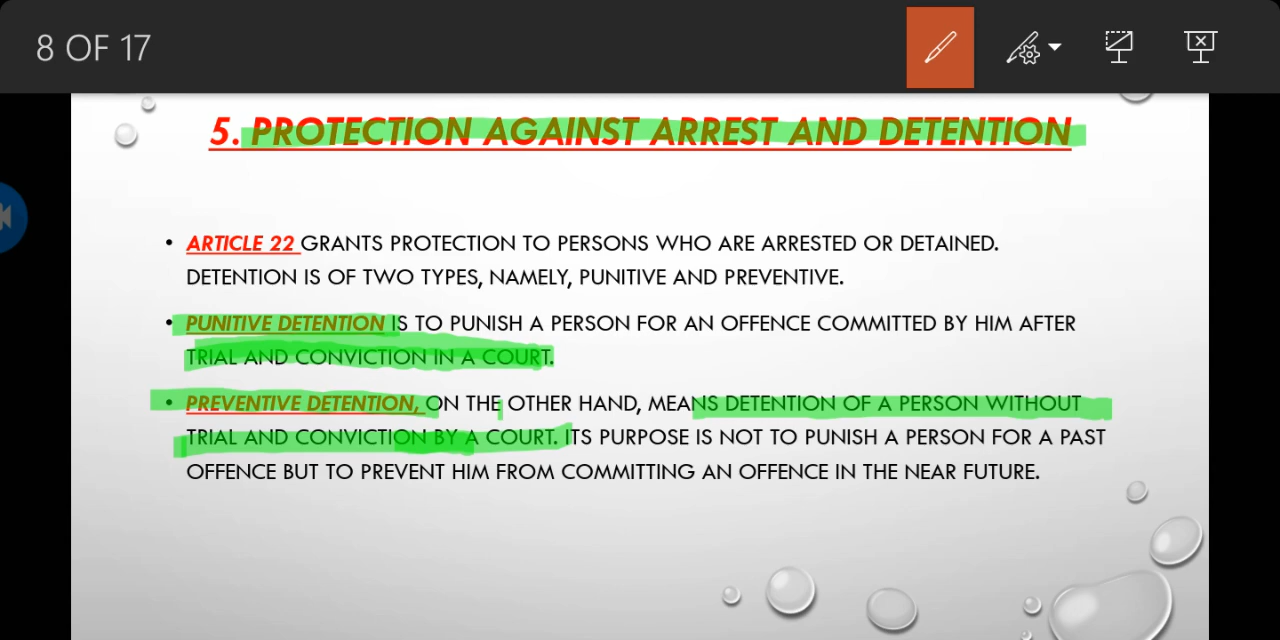 8 OF 17
5. PROTECTION AGAINST ARREST AND DETENTION
• ARTICLE 22 GRANTS PROTECTION TO PERSONS WHO ARE ARRESTED OR DETAINED.
DETENTION IS OF TWO TYPES, NAMELY, PUNITIVE AND PREVENTIVE.
• PUNITIVE DETENTION IS TO PUNISH A PERSON FOR AN OFFENCE COMMITTED BY HIM AFTER
TRIAL AND CONVICTION IN A COURT.
• PREVENTIVE DETENTION, ON THE OTHER HAND, MEANS DETENTION OF A PERSON WITHOUT
TRIAL AND CONVICTION BY A COURT. ITS PURPOSE IS NOT TO PUNISH A PERSON FOR A PAST
OFFENCE BUT TO PREVENT HIM FROM COMMITTING AN OFFENCE IN THE NEAR FUTURE.